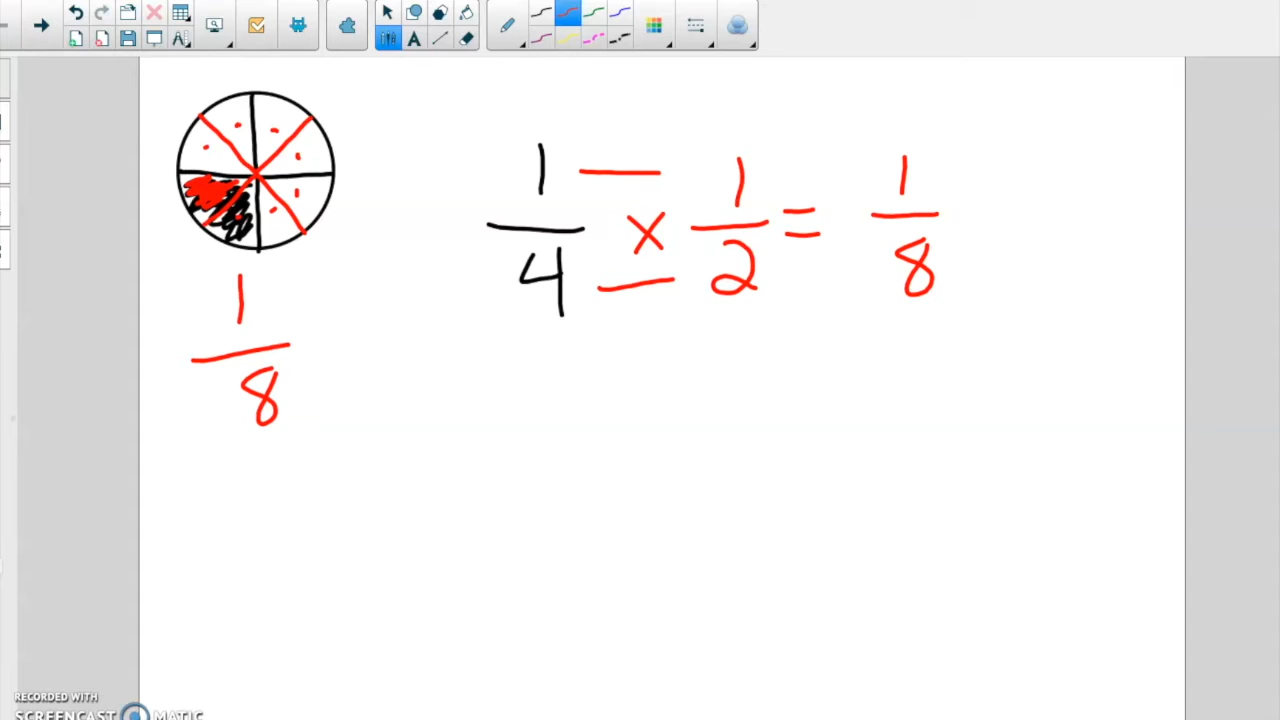 1/4 x 1/2 = 1/8
1/8
RECORDED WITH
SCREENCAST MATIC